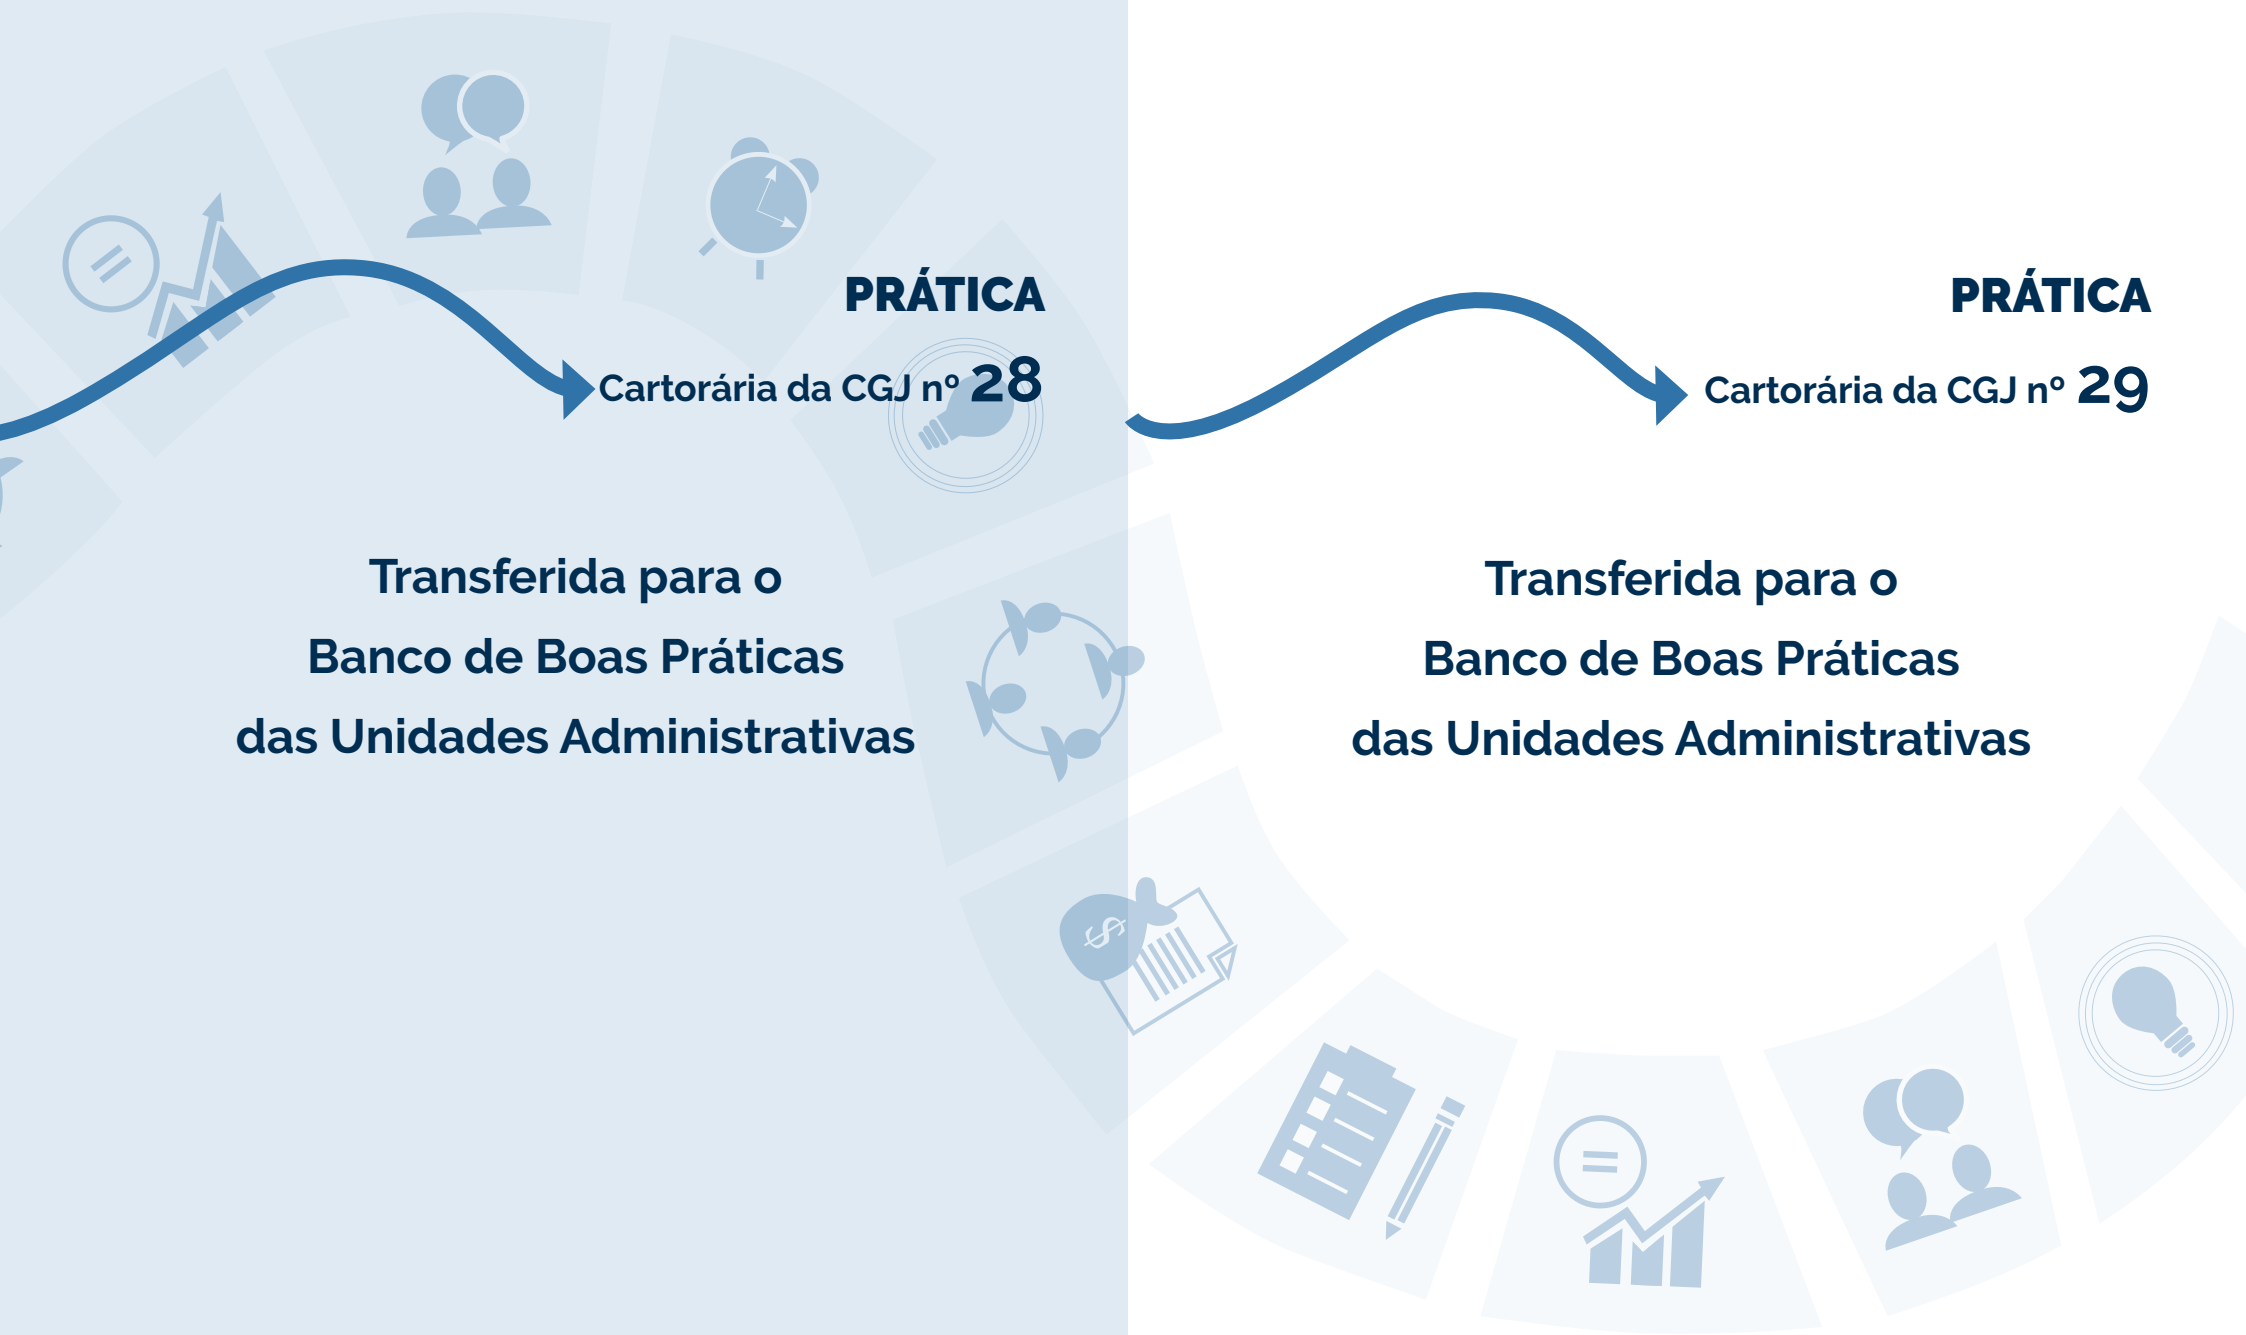 PRÁTICA
Cartorária da CGJ nº 28
Transferida para o
Banco de Boas Práticas
das Unidades Administrativas
PRÁTICA
Cartorária da CGJ nº 29
Transferida para o
Banco de Boas Práticas
das Unidades Administrativas